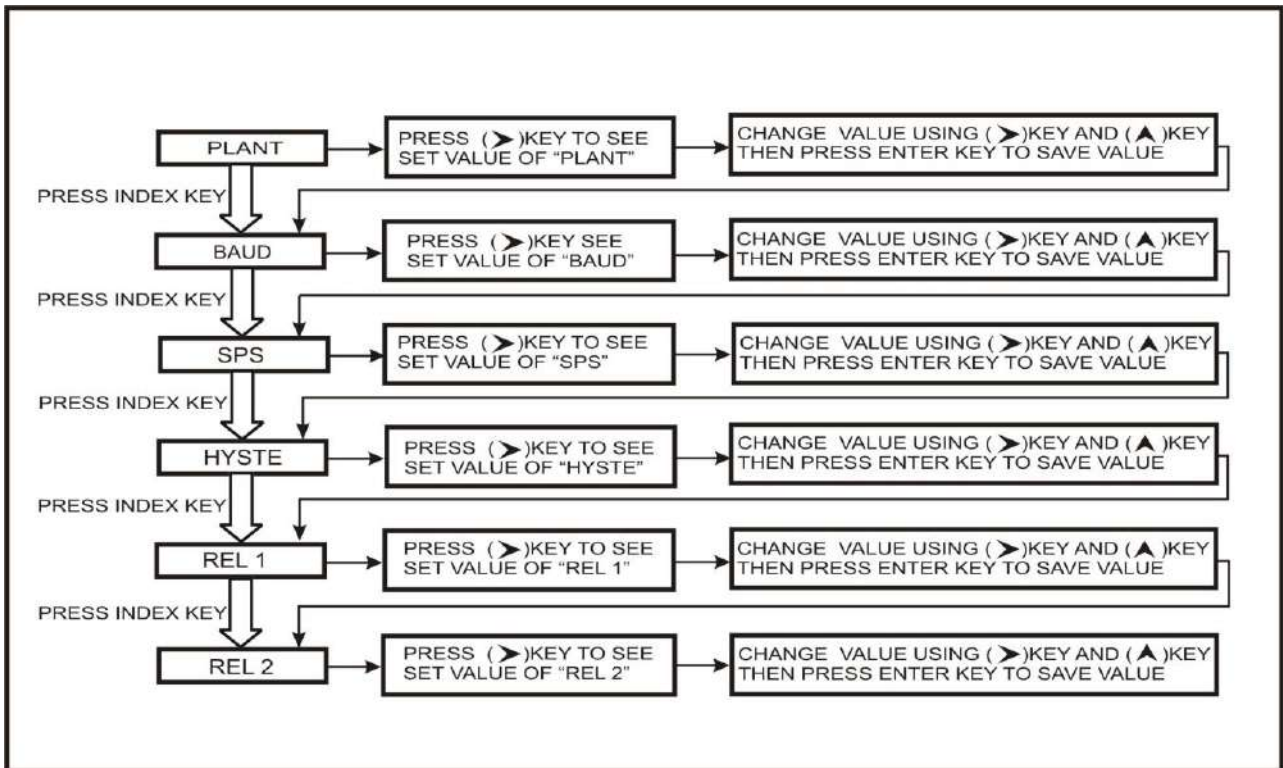 PLANT
PRESS (➤)KEY TO SEE
SET VALUE OF “PLANT”
CHANGE VALUE USING (➤)KEY AND (▲)KEY
THEN PRESS ENTER KEY TO SAVE VALUE
PRESS INDEX KEY
BAUD
PRESS (➤)KEY SEE
SET VALUE OF “BAUD”
CHANGE VALUE USING (➤)KEY AND (▲)KEY
THEN PRESS ENTER KEY TO SAVE VALUE
PRESS INDEX KEY
SPS
PRESS (➤)KEY TO SEE
SET VALUE OF “SPS”
CHANGE VALUE USING (➤)KEY AND (▲)KEY
THEN PRESS ENTER KEY TO SAVE VALUE
PRESS INDEX KEY
HYSTE
PRESS (➤)KEY TO SEE
SET VALUE OF “HYSTE”
CHANGE VALUE USING (➤)KEY AND (▲)KEY
THEN PRESS ENTER KEY TO SAVE VALUE
PRESS INDEX KEY
REL 1
PRESS (➤)KEY TO SEE
SET VALUE OF “REL 1”
CHANGE VALUE USING (➤)KEY AND (▲)KEY
THEN PRESS ENTER KEY TO SAVE VALUE
PRESS INDEX KEY
REL 2
PRESS (➤)KEY TO SEE
SET VALUE OF “REL 2”
CHANGE VALUE USING (➤)KEY AND (▲)KEY
THEN PRESS ENTER KEY TO SAVE VALUE